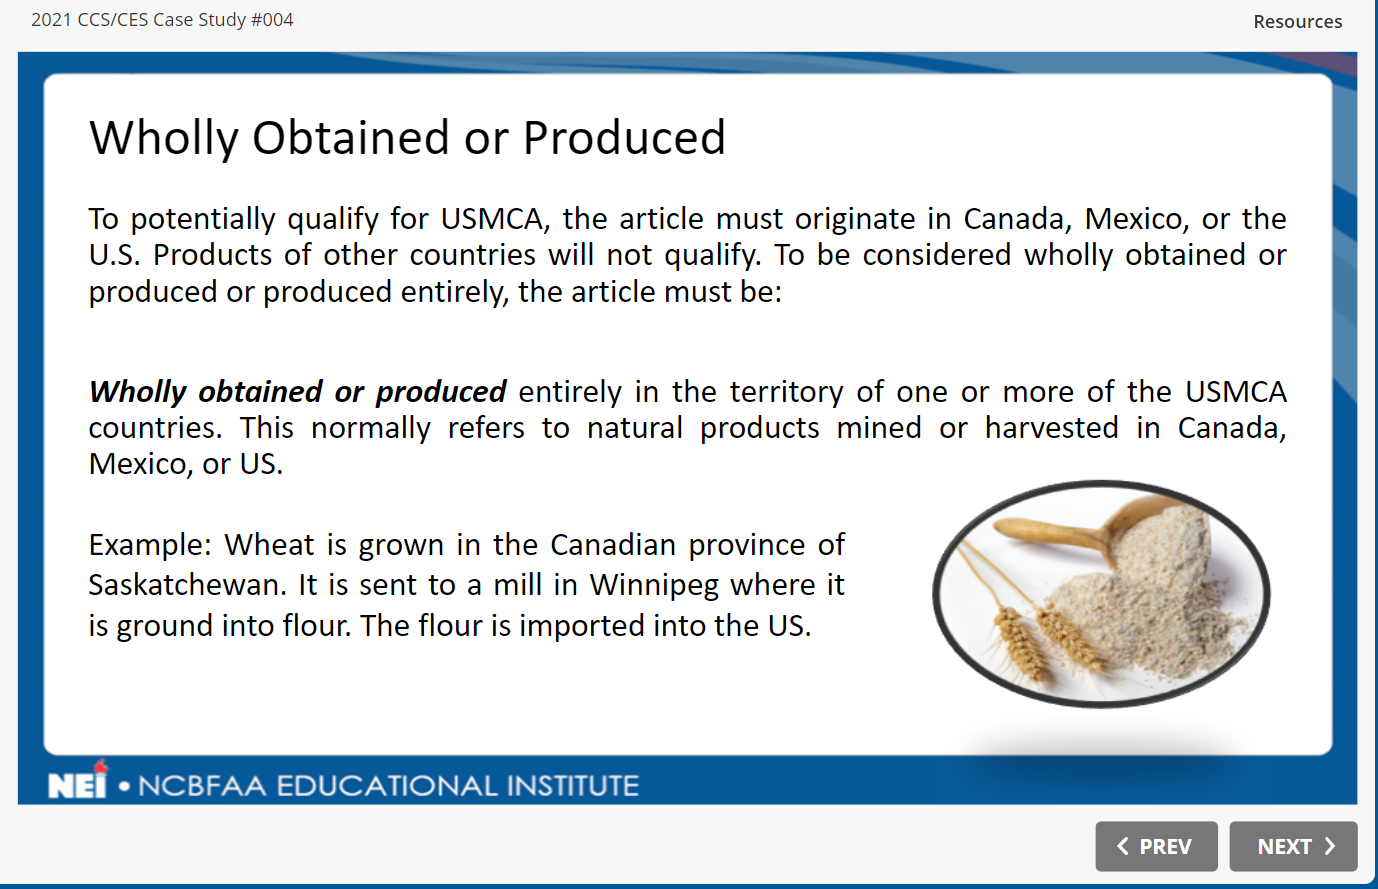 2021 CCS/CES Case Study #004
Resources
Wholly Obtained or Produced
To potentially qualify for USMCA, the article must originate in Canada, Mexico, or the
U.S. Products of other countries will not qualify. To be considered wholly obtained or
produced or produced entirely, the article must be:
Wholly obtained or produced entirely in the territory of one or more of the USMCA
countries. This normally refers to natural products mined or harvested in Canada,
Mexico, or US.
Example: Wheat is grown in the Canadian province of
Saskatchewan. It is sent to a mill in Winnipeg where it
is ground into flour. The flour is imported into the US.
NEi • NCBFAA EDUCATIONAL INSTITUTE
PREV
NEXT